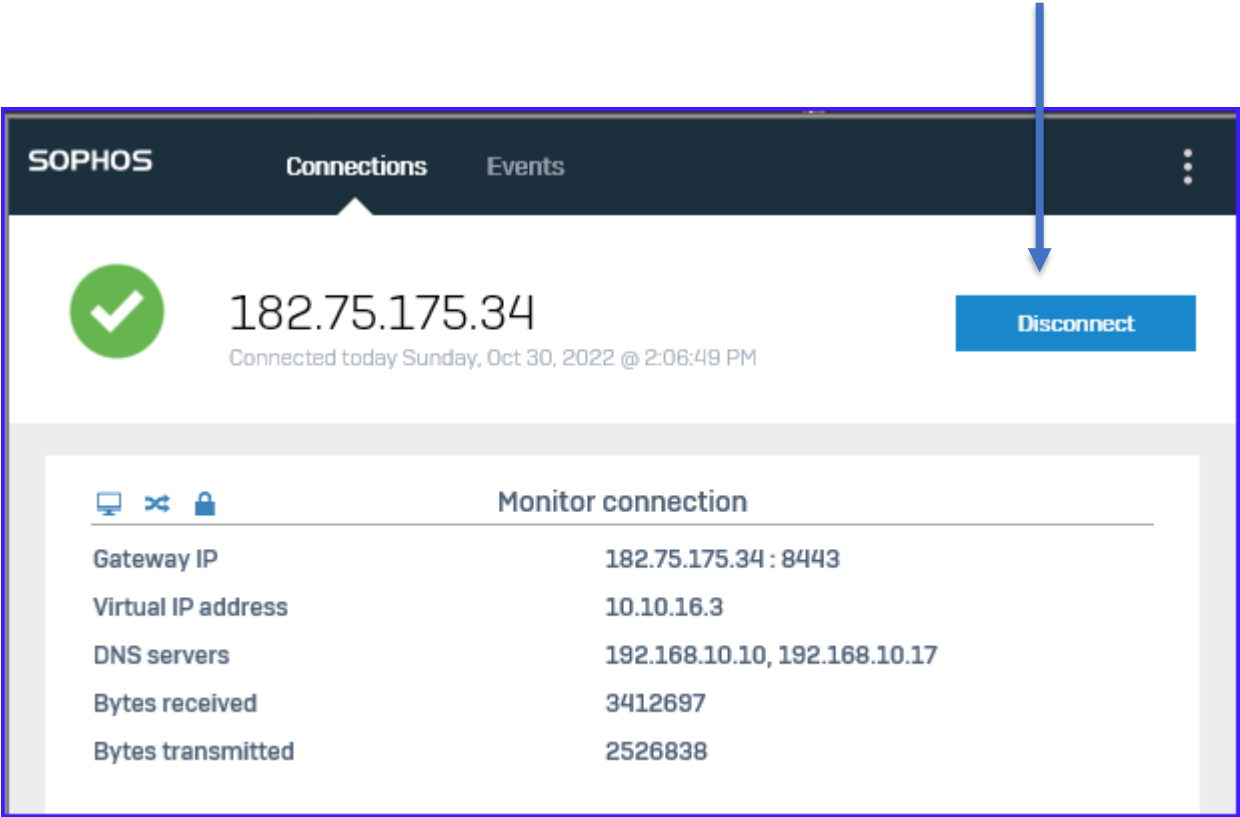 SOPHOS Connections Events
182.75.175.34
Disconnect
Connected today Sunday, Oct 30, 2022 @ 2:06:49 PM
Monitor connection
Gateway IP 182.75.175.34 : 8443
Virtual IP address 10.10.16.3
DNS servers 192.168.10.10, 192.168.10.17
Bytes received 3412697
Bytes transmitted 2526838